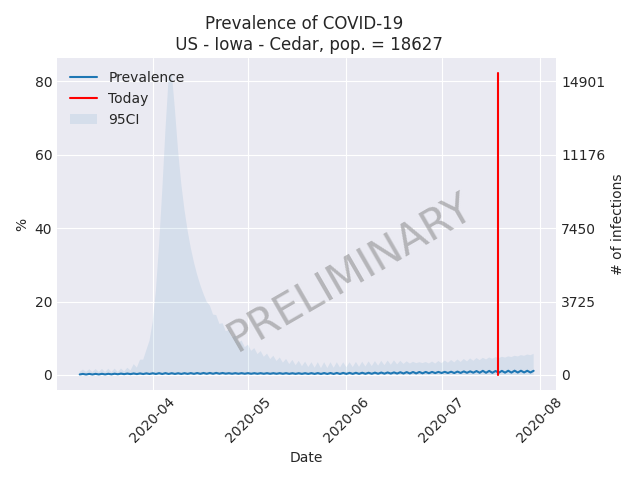 Prevalence of COVID-19
US - Iowa - Cedar, pop. = 18627
Prevalence
Today
95CI
80
60
40
20
0
%
14901
11176
7450
3725
0
# of infections
PRELIMINARY
2020-04
2020-05
2020-06
2020-07
2020-08
Date